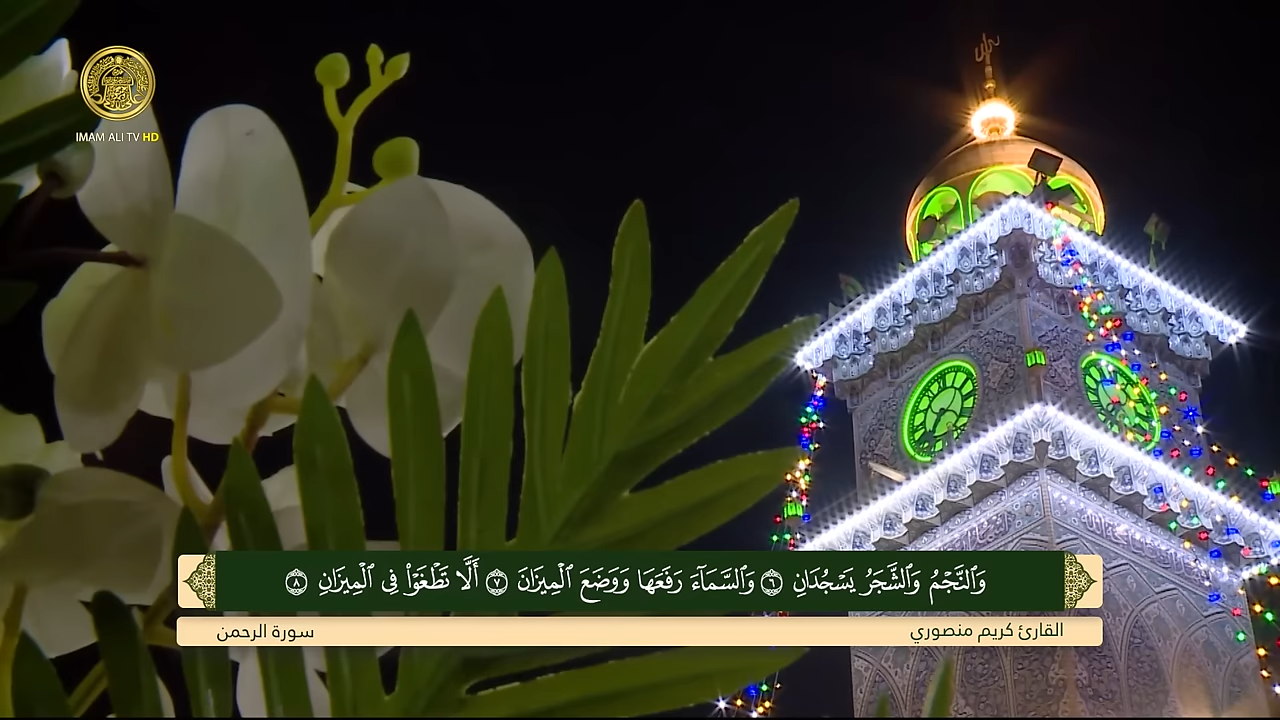 IMAM ALI TV HD
وَٱلنَّجۡمُ وَٱلشَّجَرُ يَسۡجُدَانِ ٦ وَٱلسَّمَآءَ رَفَعَهَا وَوَضَعَ ٱلۡمِيزَانَ ٧ أَلَّا تَطۡغَوۡاْ فِي ٱلۡمِيزَانِ ٨
القارئ كريم منصوري
سورة الرحمن